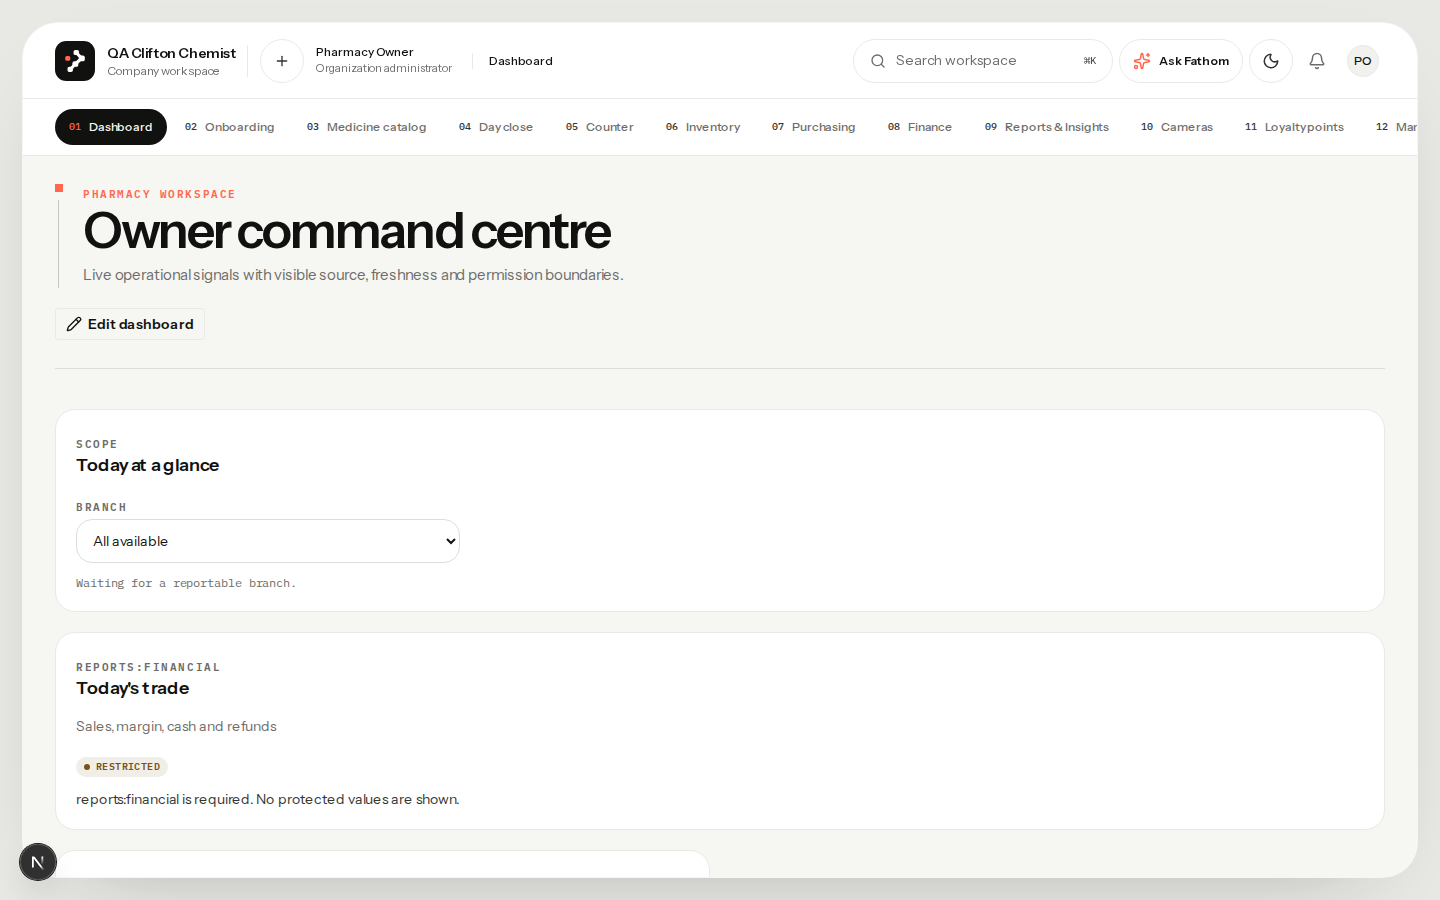 QA Clifton Chemist
Company workspace
Pharmacy Owner
Organization administrator
Dashboard
Search workspace
⌘K
Ask Fathom
PO
01 Dashboard
02 Onboarding
03 Medicine catalog
04 Day close
05 Counter
06 Inventory
07 Purchasing
08 Finance
09 Reports & Insights
10 Cameras
11 Loyalty points
12 Mar
PHARMACY WORKSPACE
Owner command centre
Live operational signals with visible source, freshness and permission boundaries.
Edit dashboard
SCOPE
Today at a glance
BRANCH
All available
Waiting for a reportable branch.
REPORTS:FINANCIAL
Today's trade
Sales, margin, cash and refunds
RESTRICTED
reports:financial is required. No protected values are shown.
N